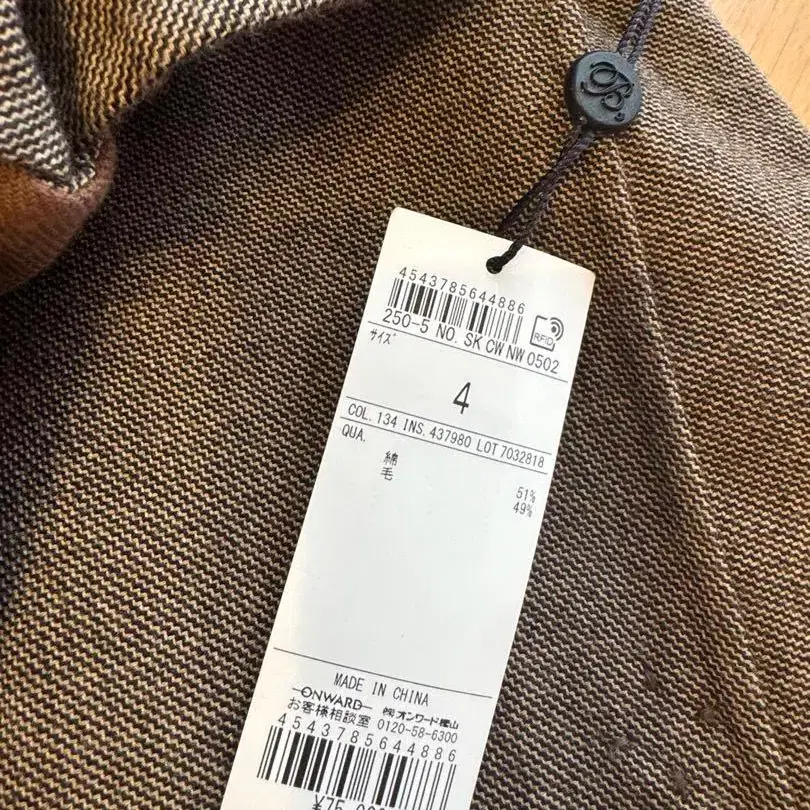 4543785644886
250-5 NO. SK CW NW 0502
RFID
サイズ
4
COL. 134 INS. 437980 LOT 7032818
QUA.
綿 51%
毛 49%
MADE IN CHINA
ONWARD ㈱オンワード樫山
お客様相談室 0120-58-6300
4543785644886